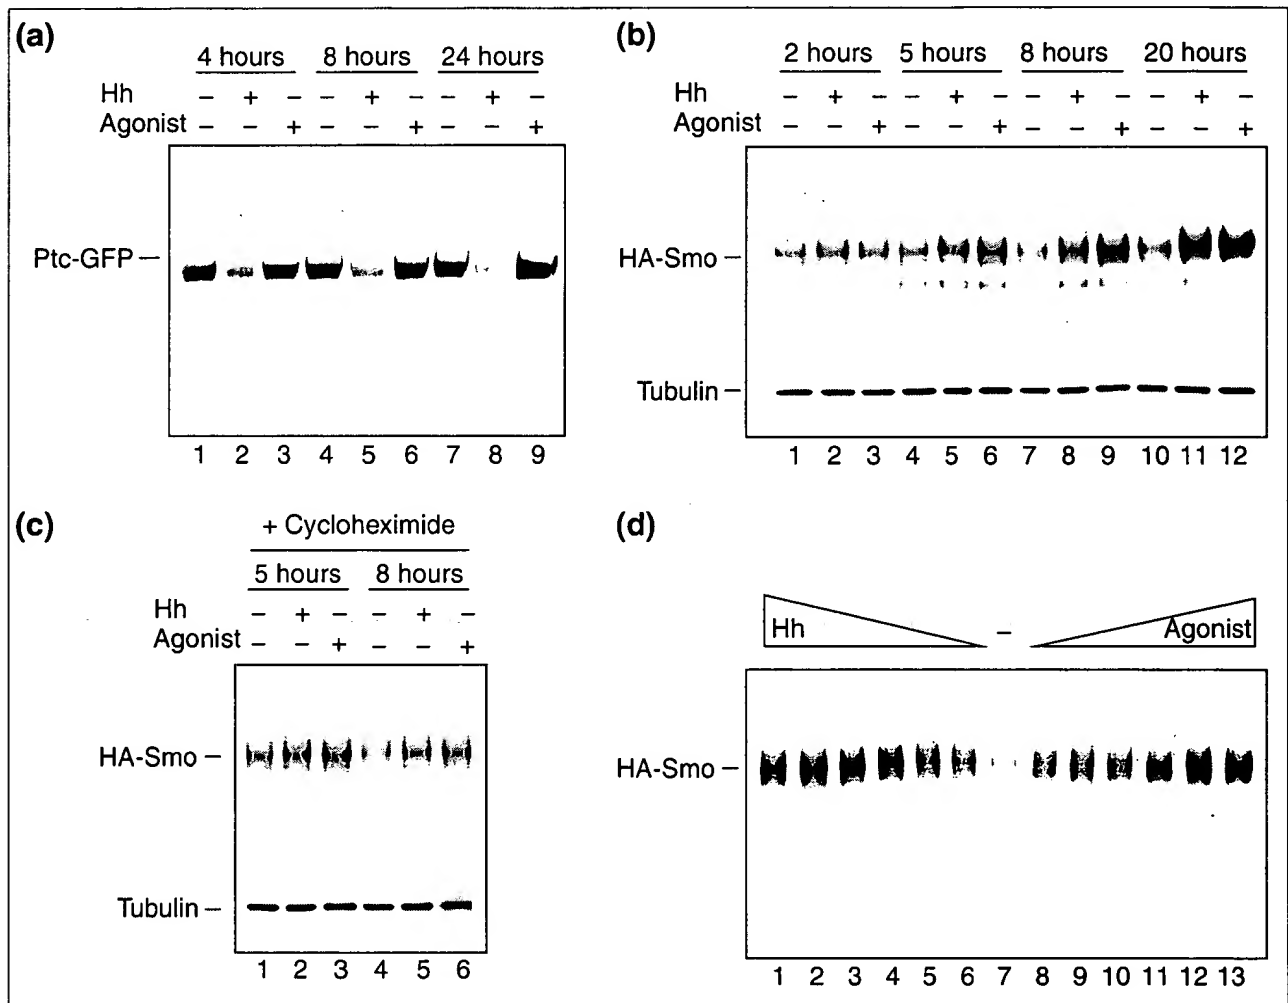 (a)
4 hours 8 hours 24 hours
Hh − + − − + − − + −
Agonist − − + − − + − − +
Ptc-GFP −
1 2 3 4 5 6 7 8 9
(b)
2 hours 5 hours 8 hours 20 hours
Hh − + − − + − − + − − + −
Agonist − − + − − + − − + − − +
HA-Smo −
Tubulin −
1 2 3 4 5 6 7 8 9 10 11 12
(c)
+ Cycloheximide
5 hours 8 hours
Hh − + − − + −
Agonist − − + − − +
HA-Smo −
Tubulin −
1 2 3 4 5 6
(d)
Hh − Agonist
HA-Smo −
1 2 3 4 5 6 7 8 9 10 11 12 13